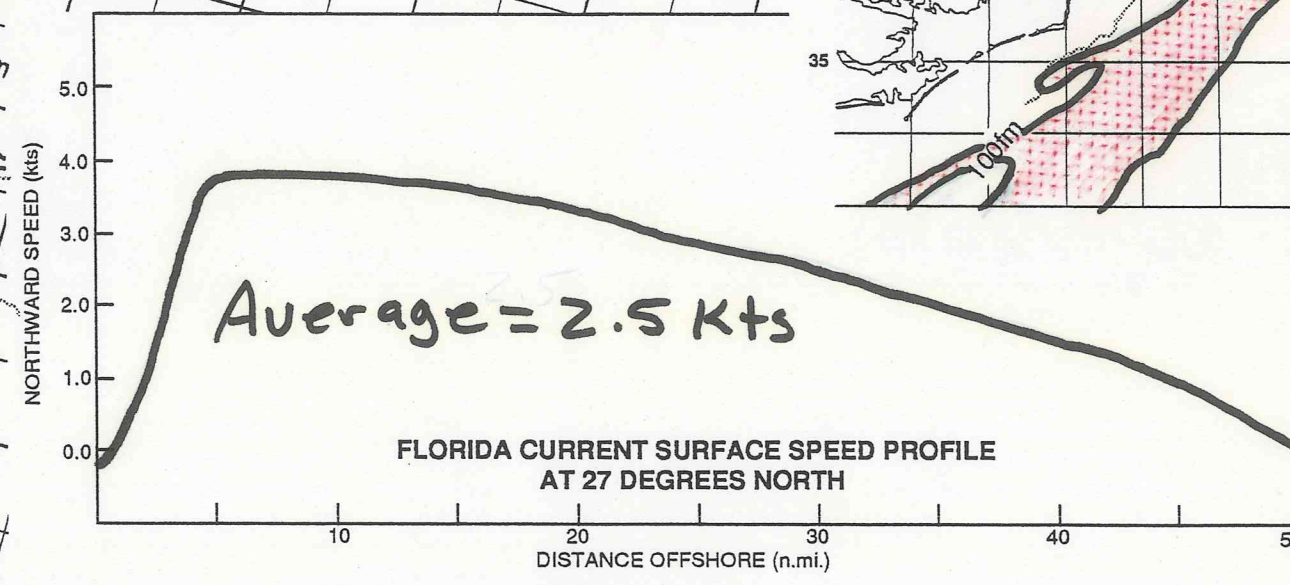 35
100fm
NORTHWARD SPEED (kts)
5.0
4.0
3.0
2.0
1.0
0.0
Average = 2.5 Kts
FLORIDA CURRENT SURFACE SPEED PROFILE
AT 27 DEGREES NORTH
10 20 30 40
DISTANCE OFFSHORE (n.mi.)